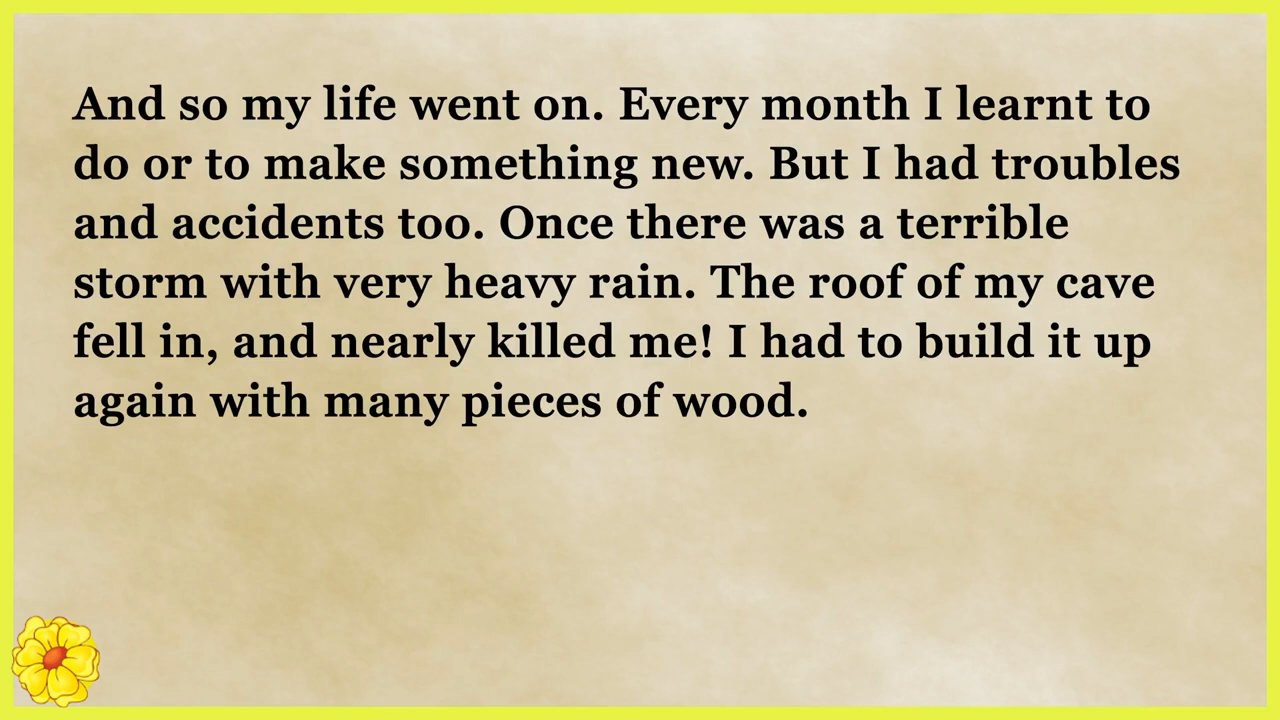 And so my life went on. Every month I learnt to
do or to make something new. But I had troubles
and accidents too. Once there was a terrible
storm with very heavy rain. The roof of my cave
fell in, and nearly killed me! I had to build it up
again with many pieces of wood.